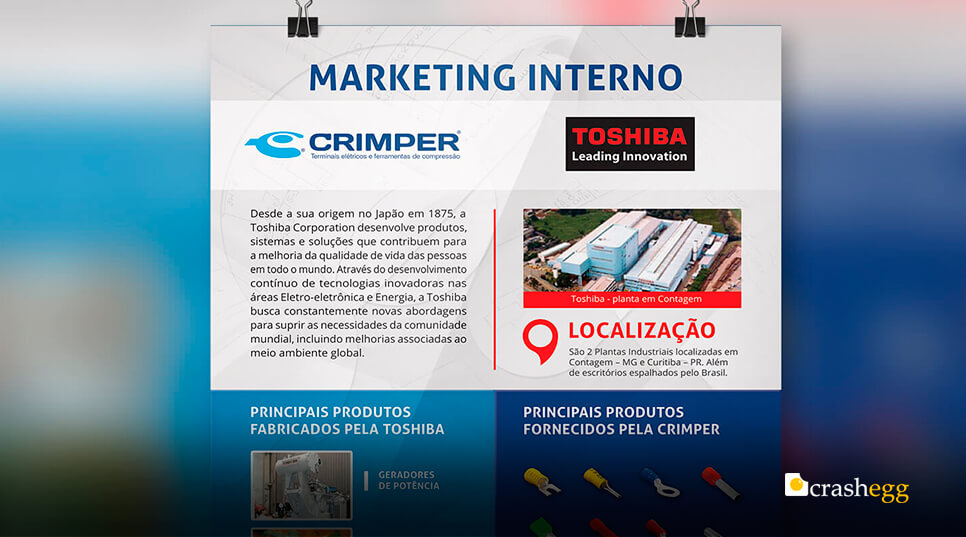 MARKETING INTERNO
CRIMPER®
Terminais elétricos e ferramentas de compressão
TOSHIBA
Leading Innovation
Desde a sua origem no Japão em 1875, a
Toshiba Corporation desenvolve produtos,
sistemas e soluções que contribuem para
a melhoria da qualidade de vida das pessoas
em todo o mundo. Através do desenvolvimento
contínuo de tecnologias inovadoras nas
áreas Eletro-eletrônica e Energia, a Toshiba
busca constantemente novas abordagens
para suprir as necessidades da comunidade
mundial, incluindo melhorias associadas ao
meio ambiente global.
Toshiba - planta em Contagem
LOCALIZAÇÃO
São 2 Plantas Industriais localizadas em
Contagem – MG e Curitiba – PR. Além
de escritórios espalhados pelo Brasil.
PRINCIPAIS PRODUTOS
FABRICADOS PELA TOSHIBA
GERADORES
DE POTÊNCIA
PRINCIPAIS PRODUTOS
FORNECIDOS PELA CRIMPER
crashegg